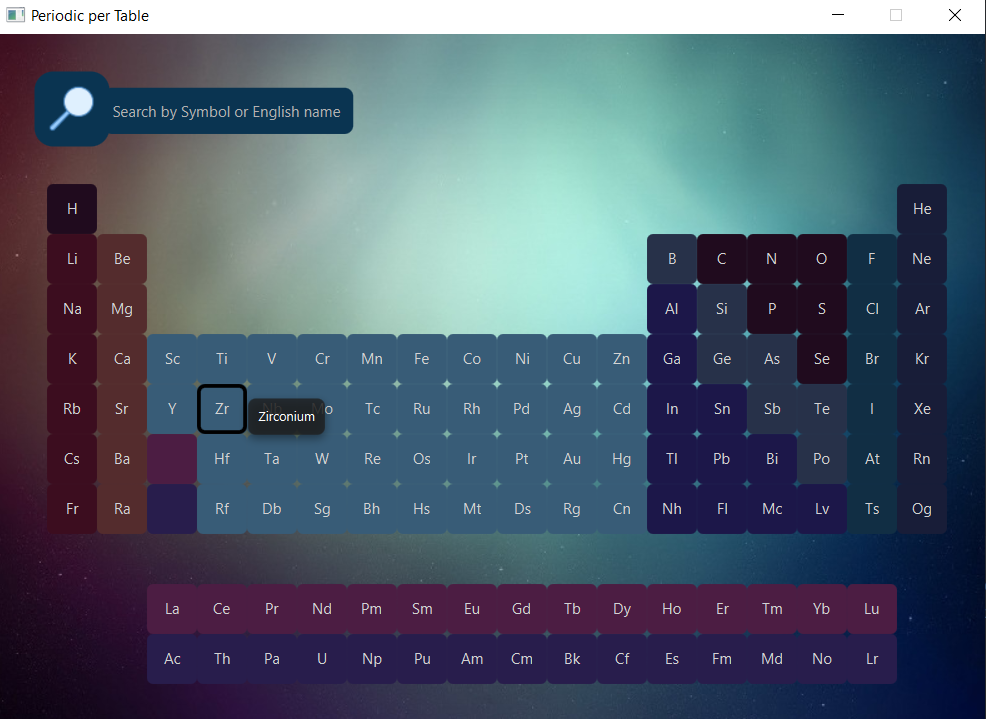 Periodic per Table
Search by Symbol or English name
H He
Li Be B C N O F Ne
Na Mg Al Si P S Cl Ar
K Ca Sc Ti V Cr Mn Fe Co Ni Cu Zn Ga Ge As Se Br Kr
Rb Sr Y Zr Nb Mo Tc Ru Rh Pd Ag Cd In Sn Sb Te I Xe
Zirconium
Cs Ba Hf Ta W Re Os Ir Pt Au Hg Tl Pb Bi Po At Rn
Fr Ra Rf Db Sg Bh Hs Mt Ds Rg Cn Nh Fl Mc Lv Ts Og
La Ce Pr Nd Pm Sm Eu Gd Tb Dy Ho Er Tm Yb Lu
Ac Th Pa U Np Pu Am Cm Bk Cf Es Fm Md No Lr